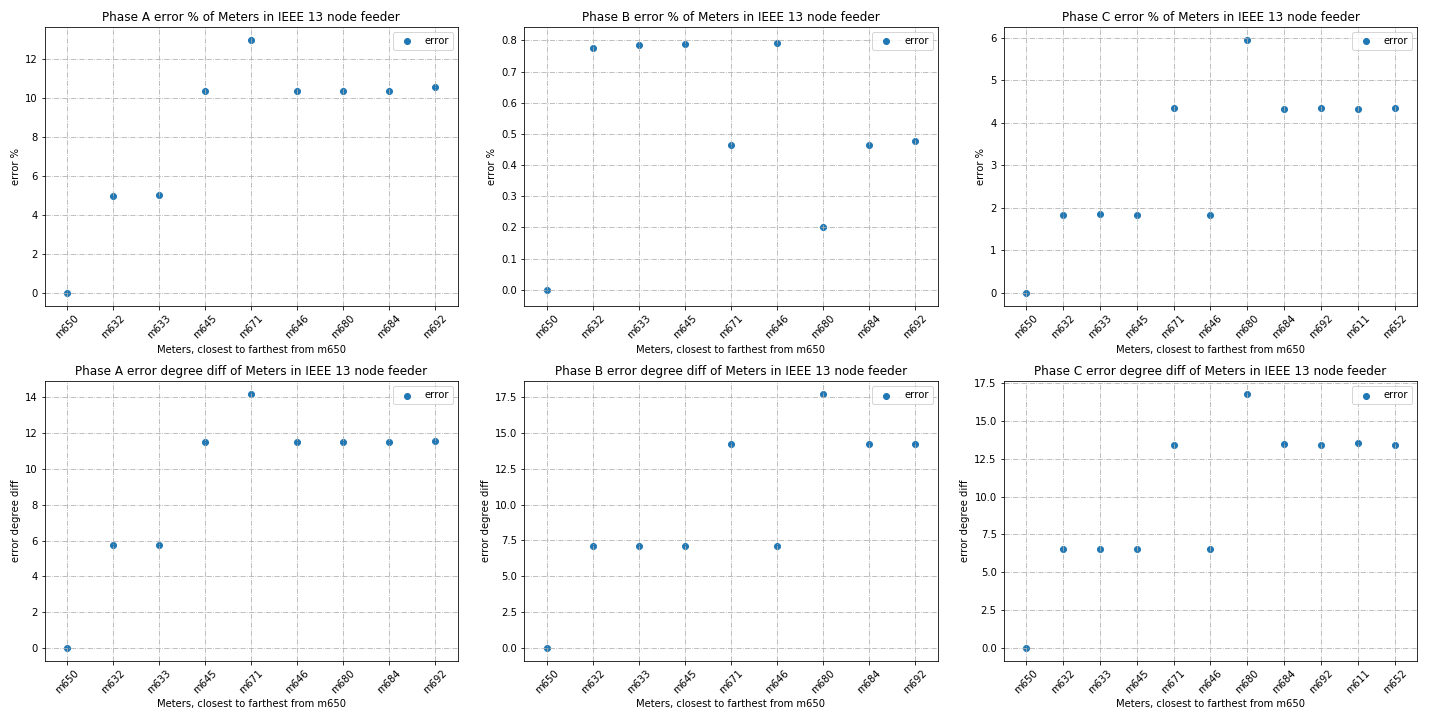 Phase A error % of Meters in IEEE 13 node feeder
error
12
10
8
6
4
2
0
error %
m650 m632 m633 m645 m671 m646 m680 m684 m692
Meters, closest to farthest from m650
Phase B error % of Meters in IEEE 13 node feeder
error
0.8
0.7
0.6
0.5
0.4
0.3
0.2
0.1
0.0
error %
m650 m632 m633 m645 m671 m646 m680 m684 m692
Meters, closest to farthest from m650
Phase C error % of Meters in IEEE 13 node feeder
error
6
5
4
3
2
1
0
error %
m650 m632 m633 m645 m671 m646 m680 m684 m692 m611 m652
Meters, closest to farthest from m650
Phase A error degree diff of Meters in IEEE 13 node feeder
error
14
12
10
8
6
4
2
0
error degree diff
m650 m632 m633 m645 m671 m646 m680 m684 m692
Meters, closest to farthest from m650
Phase B error degree diff of Meters in IEEE 13 node feeder
error
17.5
15.0
12.5
10.0
7.5
5.0
2.5
0.0
error degree diff
m650 m632 m633 m645 m671 m646 m680 m684 m692
Meters, closest to farthest from m650
Phase C error degree diff of Meters in IEEE 13 node feeder
error
17.5
15.0
12.5
10.0
7.5
5.0
2.5
0.0
error degree diff
m650 m632 m633 m645 m671 m646 m680 m684 m692 m611 m652
Meters, closest to farthest from m650